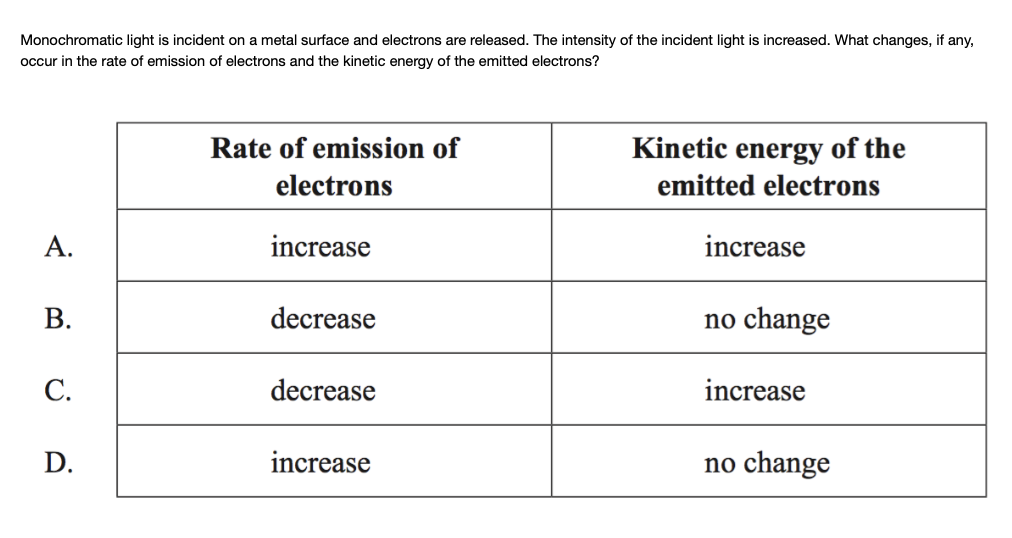 Monochromatic light is incident on a metal surface and electrons are released. The intensity of the incident light is increased. What changes, if any,
occur in the rate of emission of electrons and the kinetic energy of the emitted electrons?
Rate of emission of electrons Kinetic energy of the emitted electrons
A. increase increase
B. decrease no change
C. decrease increase
D. increase no change